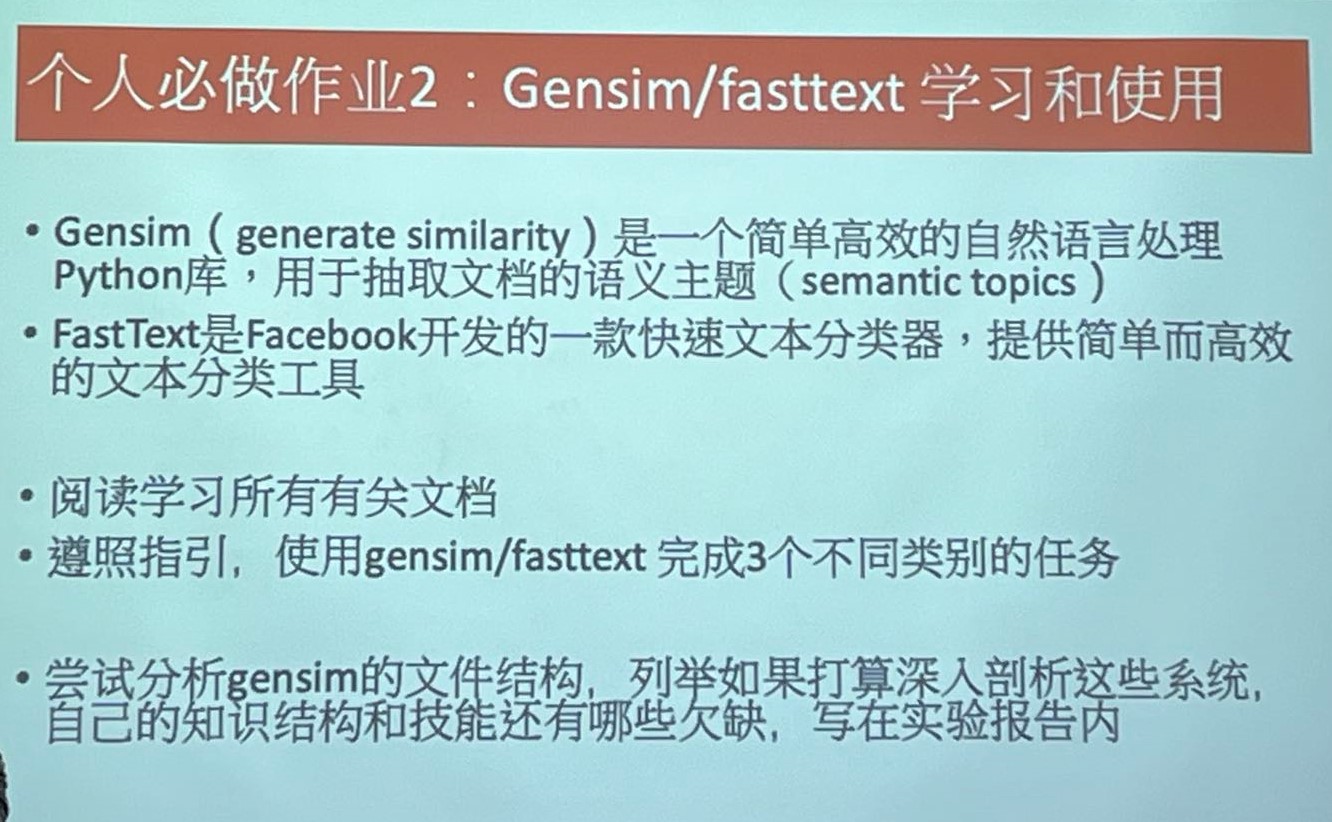 个人必做作业2：Gensim/fasttext 学习和使用
• Gensim（generate similarity）是一个简单高效的自然语言处理
Python库，用于抽取文档的语义主题（semantic topics）
• FastText是Facebook开发的一款快速文本分类器，提供简单而高效
的文本分类工具
• 阅读学习所有有关文档
• 遵照指引，使用gensim/fasttext 完成3个不同类别的任务
• 尝试分析gensim的文件结构，列举如果打算深入剖析这些系统，
自己的知识结构和技能还有哪些欠缺，写在实验报告内